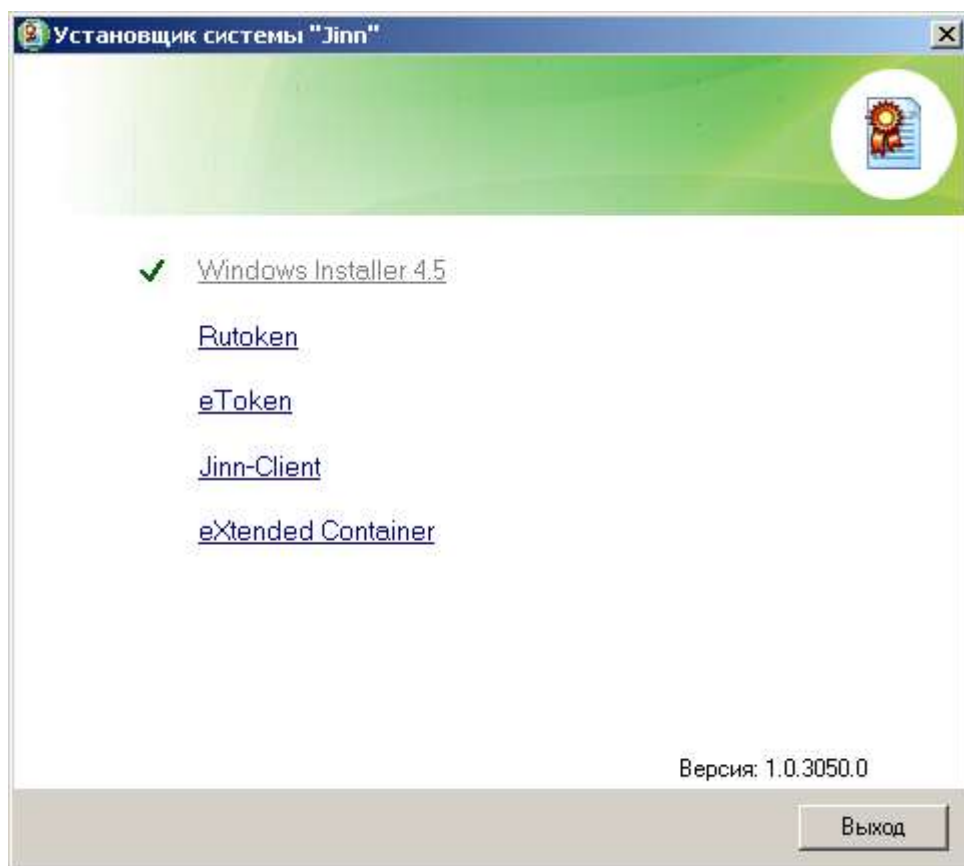 Установщик системы "Jinn"
Windows Installer 4.5
Rutoken
eToken
Jinn-Client
eXtended Container
Версия: 1.0.3050.0
Выход